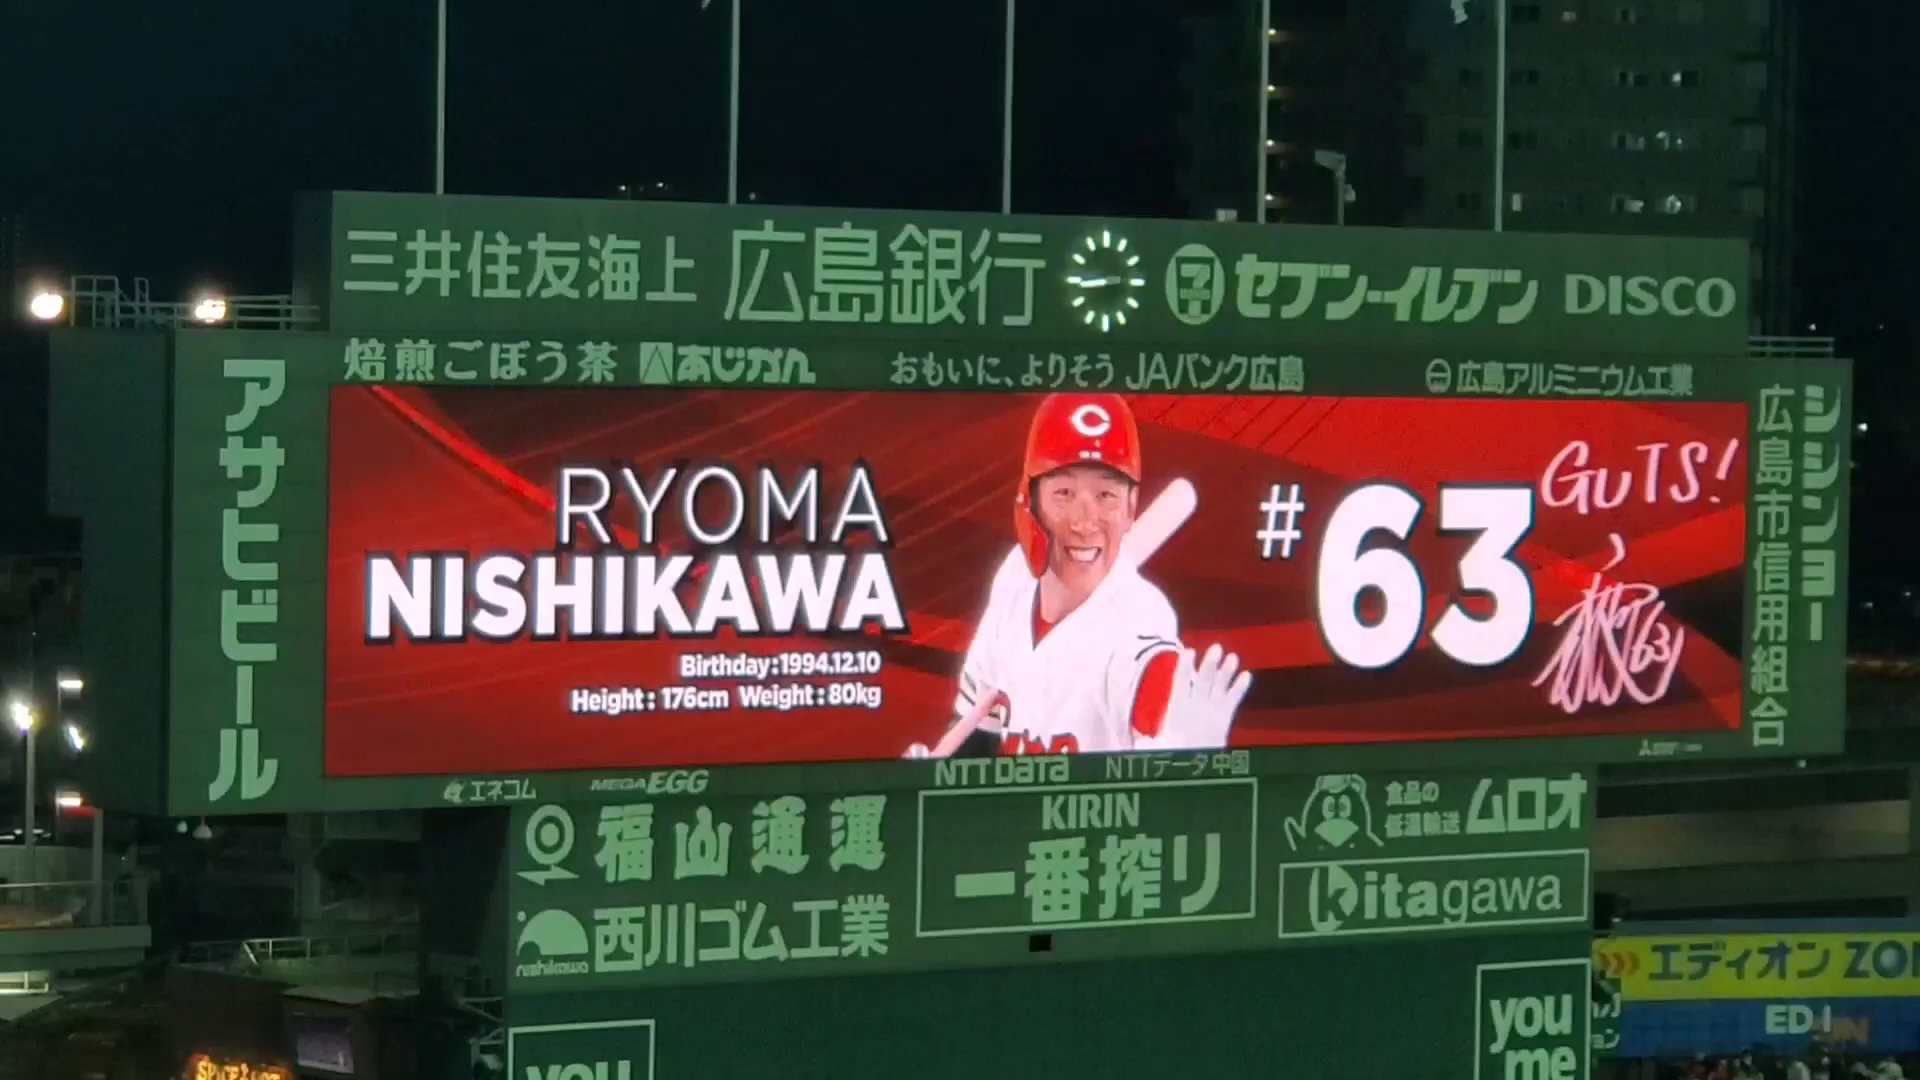 三井住友海上 広島銀行 7 セブン-イレブン DISCO
焙煎ごぼう茶 あじかん おもいに、よりそう JAバンク広島 広島アルミニウム工業
アサヒビール
RYOMA
NISHIKAWA
Birthday:1994.12.10
Height: 176cm Weight: 80kg
C
#63
GUTS!
63
シシンヨー
広島市信用組合
エネコム MEGA EGG NTT DATA NTTデータ中国
福山通運
nishikawa 西川ゴム工業
KIRIN
一番搾り
食品の
低温輸送 ムロオ
kitagawa
you
me
you
エディオン ZO
EDI